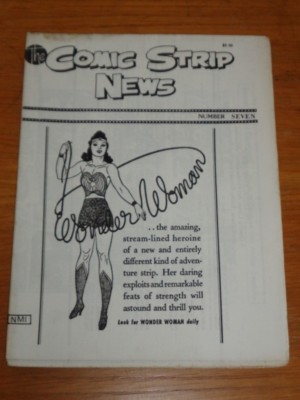 The COMIC STRIP
NEWS
NUMBER SEVEN
Wonder Woman
. . the amazing,
stream-lined heroine
of a new and entirely
different kind of adven-
ture strip. Her daring
exploits and remarkable
feats of strength will
astound and thrill you.
Look for WONDER WOMAN daily
NMI